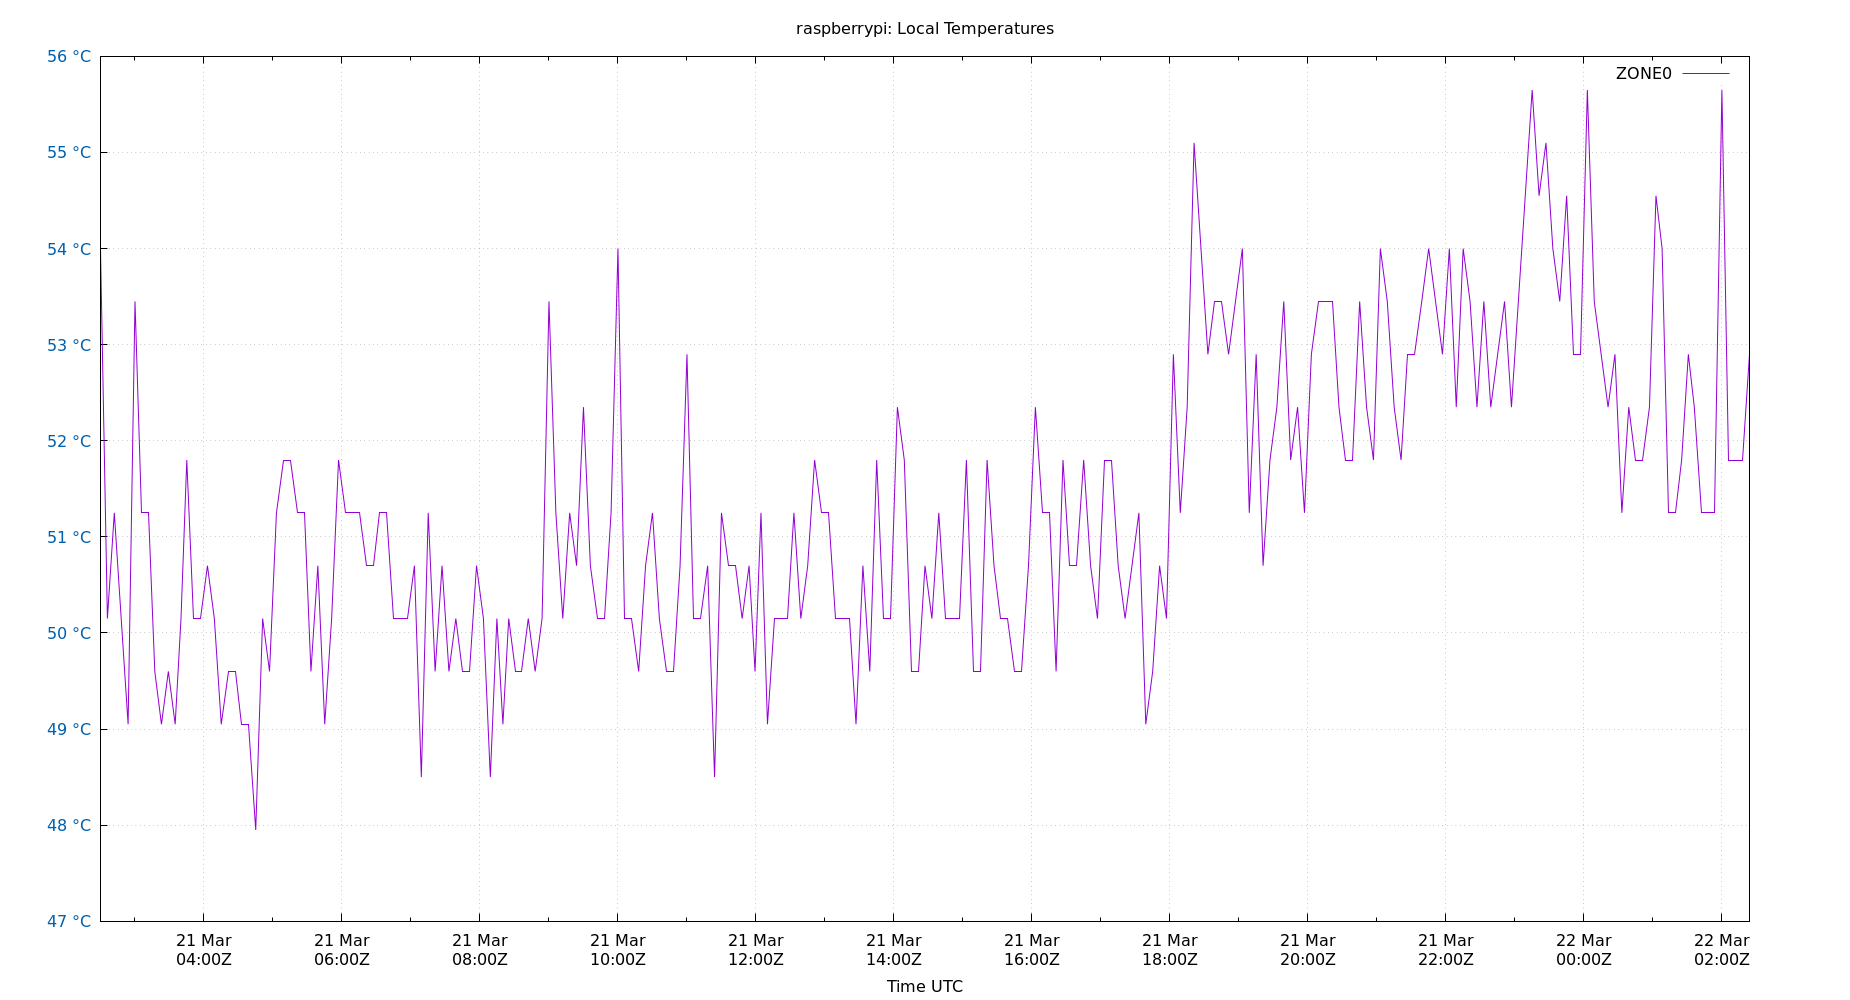 raspberrypi: Local Temperatures
56 °C
ZONE0
55 °C
54 °C
53 °C
52 °C
51 °C
50 °C
49 °C
48 °C
47 °C
21 Mar 21 Mar 21 Mar 21 Mar 21 Mar 21 Mar 21 Mar 21 Mar 21 Mar 21 Mar 22 Mar 22 Mar
04:00Z 06:00Z 08:00Z 10:00Z 12:00Z 14:00Z 16:00Z 18:00Z 20:00Z 22:00Z 00:00Z 02:00Z
Time UTC